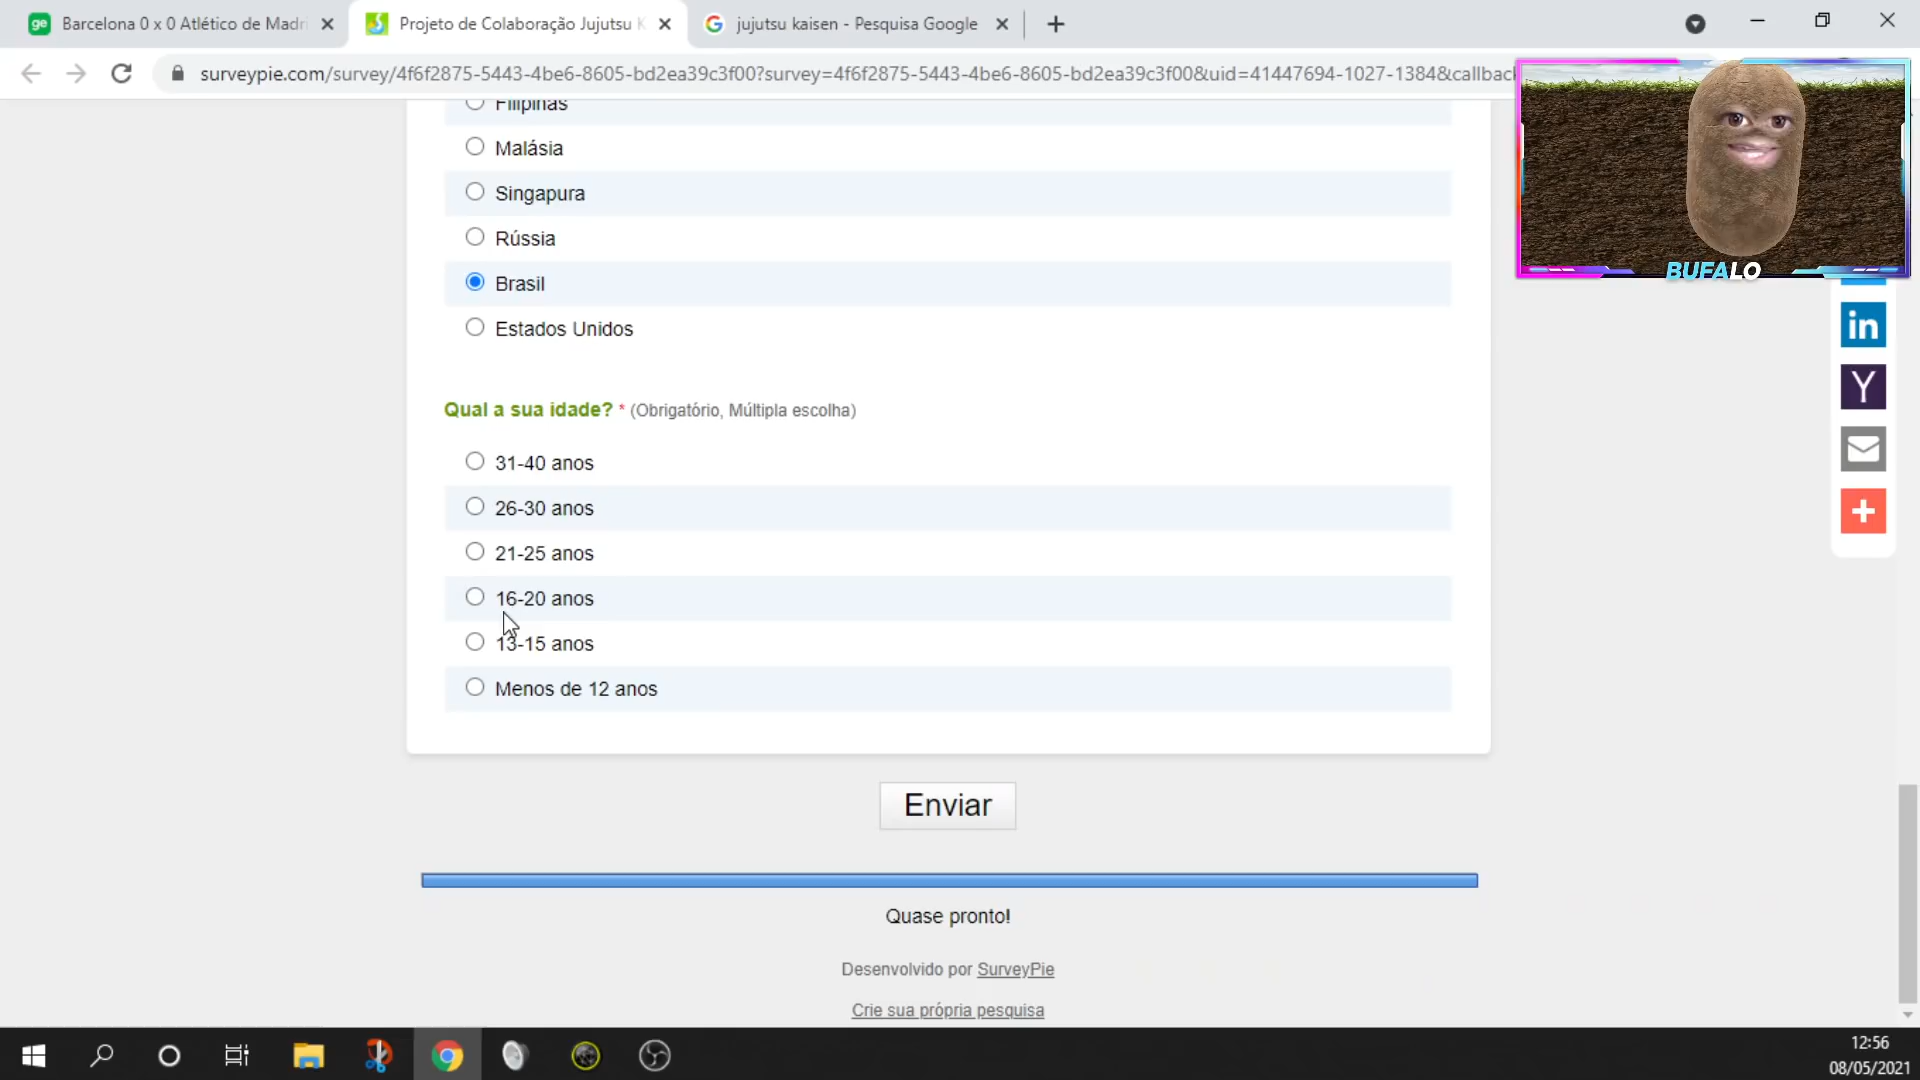 ge Barcelona 0 x 0 Atlético de Madri
Projeto de Colaboração Jujutsu K
jujutsu kaisen - Pesquisa Google
surveypie.com/survey/4f6f2875-5443-4be6-8605-bd2ea39c3f00?survey=4f6f2875-5443-4be6-8605-bd2ea39c3f00&uid=41447694-1027-1384&callbac
BUFALO
Filipinas
Malásia
Singapura
Rússia
Brasil
Estados Unidos
in
Y
Qual a sua idade? * (Obrigatório, Múltipla escolha)
31-40 anos
26-30 anos
21-25 anos
16-20 anos
13-15 anos
Menos de 12 anos
Enviar
Quase pronto!
Desenvolvido por SurveyPie
Crie sua própria pesquisa
12:56
08/05/2021